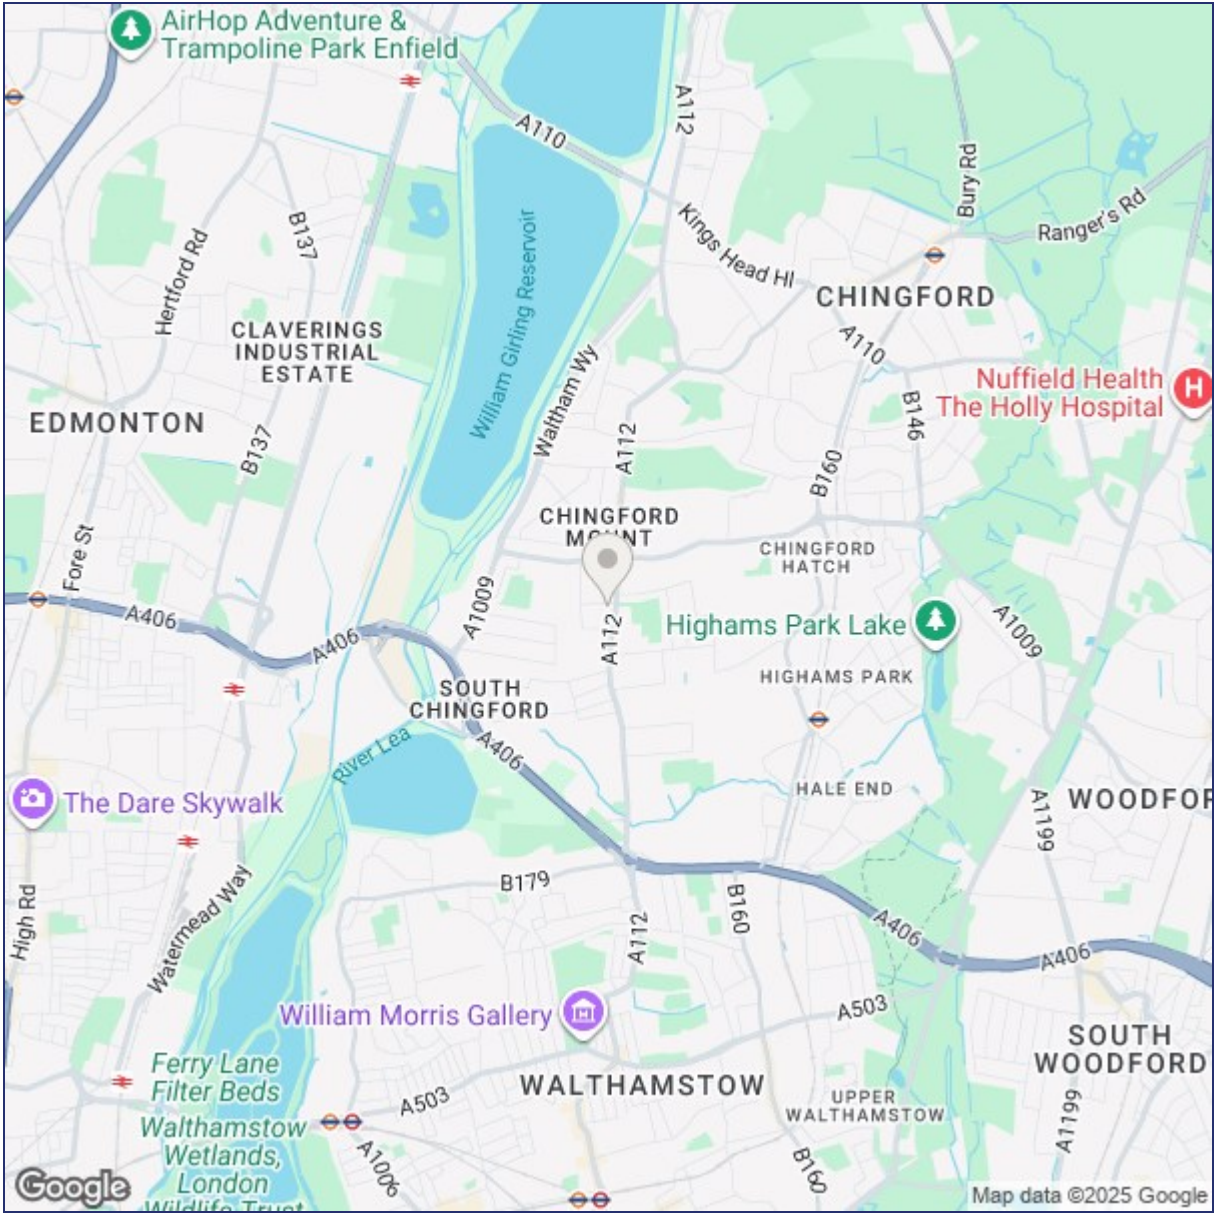 AirHop Adventure &
Trampoline Park Enfield
A112
A110
Bury Rd
Ranger's Rd
Kings Head Hl
B137
Hertford Rd
William Girling Reservoir
CHINGFORD
CLAVERINGS
INDUSTRIAL
ESTATE
A110
Waltham Wy
Nuffield Health
The Holly Hospital
B146
EDMONTON
B137
A112
B160
CHINGFORD
MOUNT
CHINGFORD
HATCH
Fore St
A406
A406
A1009
A112
Highams Park Lake
A1009
HIGHAMS PARK
SOUTH
CHINGFORD
River Lea
A406
The Dare Skywalk
HALE END
A1199
WOODFOR
High Rd
Watermead Way
B179
B160
A112
A406
A406
William Morris Gallery
A503
SOUTH
WOODFORD
Ferry Lane
Filter Beds
WALTHAMSTOW
UPPER
WALTHAMSTOW
A503
A1199
Walthamstow
Wetlands,
London
Wildlife Trust
A1006
B160
Google
Map data ©2025 Google